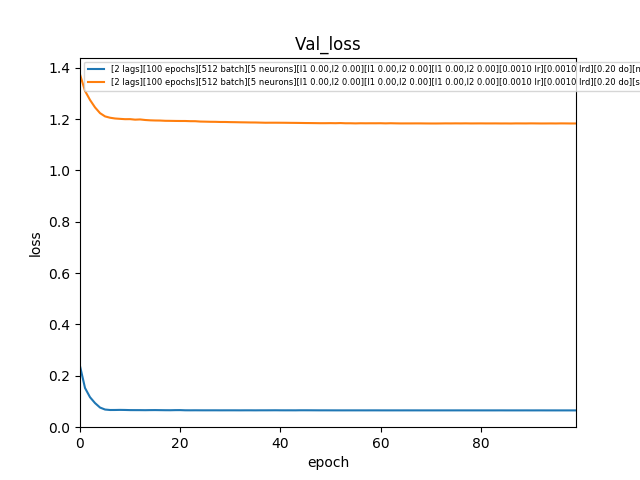 Val_loss
[2 lags][100 epochs][512 batch][5 neurons][l1 0.00,l2 0.00][l1 0.00,l2 0.00][l1 0.00,l2 0.00][0.0010 lr][0.0010 lrd][0.20 do][n
[2 lags][100 epochs][512 batch][5 neurons][l1 0.00,l2 0.00][l1 0.00,l2 0.00][l1 0.00,l2 0.00][0.0010 lr][0.0010 lrd][0.20 do][s
1.4
1.2
1.0
0.8
0.6
0.4
0.2
0.0
loss
0 20 40 60 80
epoch